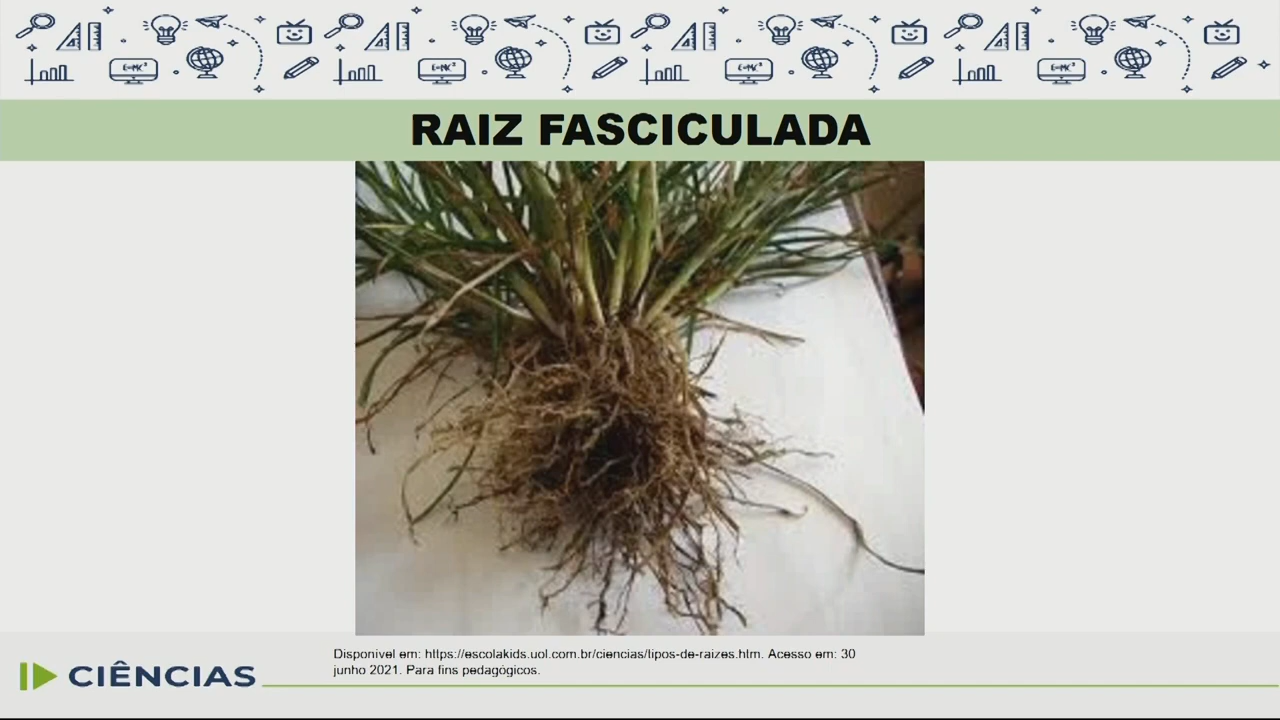 RAIZ FASCICULADA
Disponível em: https://escolakids.uol.com.br/ciencias/tipos-de-raizes.htm. Acesso em: 30
junho 2021. Para fins pedagógicos.
CIÊNCIAS